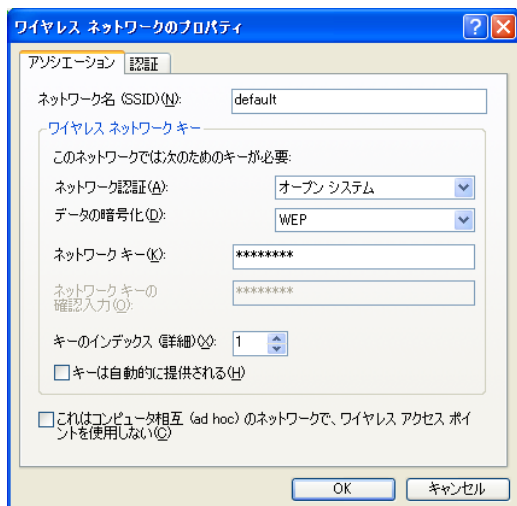 ワイヤレス ネットワークのプロパティ
アソシエーション 認証
ネットワーク名 (SSID)(N): default
ワイヤレス ネットワーク キー
このネットワークでは次のためのキーが必要:
ネットワーク認証(A): オープン システム
データの暗号化(D): WEP
ネットワーク キー(K): ********
ネットワーク キーの
確認入力(O): ********
キーのインデックス (詳細)(X): 1
キーは自動的に提供される(H)
これはコンピュータ相互 (ad hoc) のネットワークで、ワイヤレス アクセス ポイ
ントを使用しない(C)
OK キャンセル